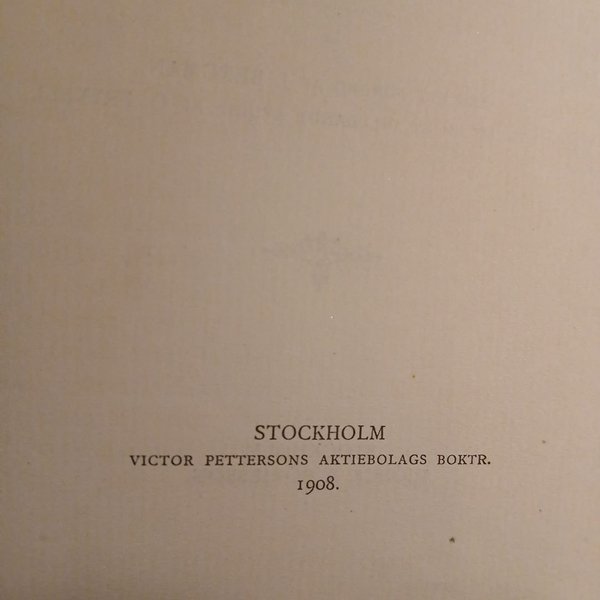 STOCKHOLM
VICTOR PETTERSONS AKTIEBOLAGS BOKTR.
1908.